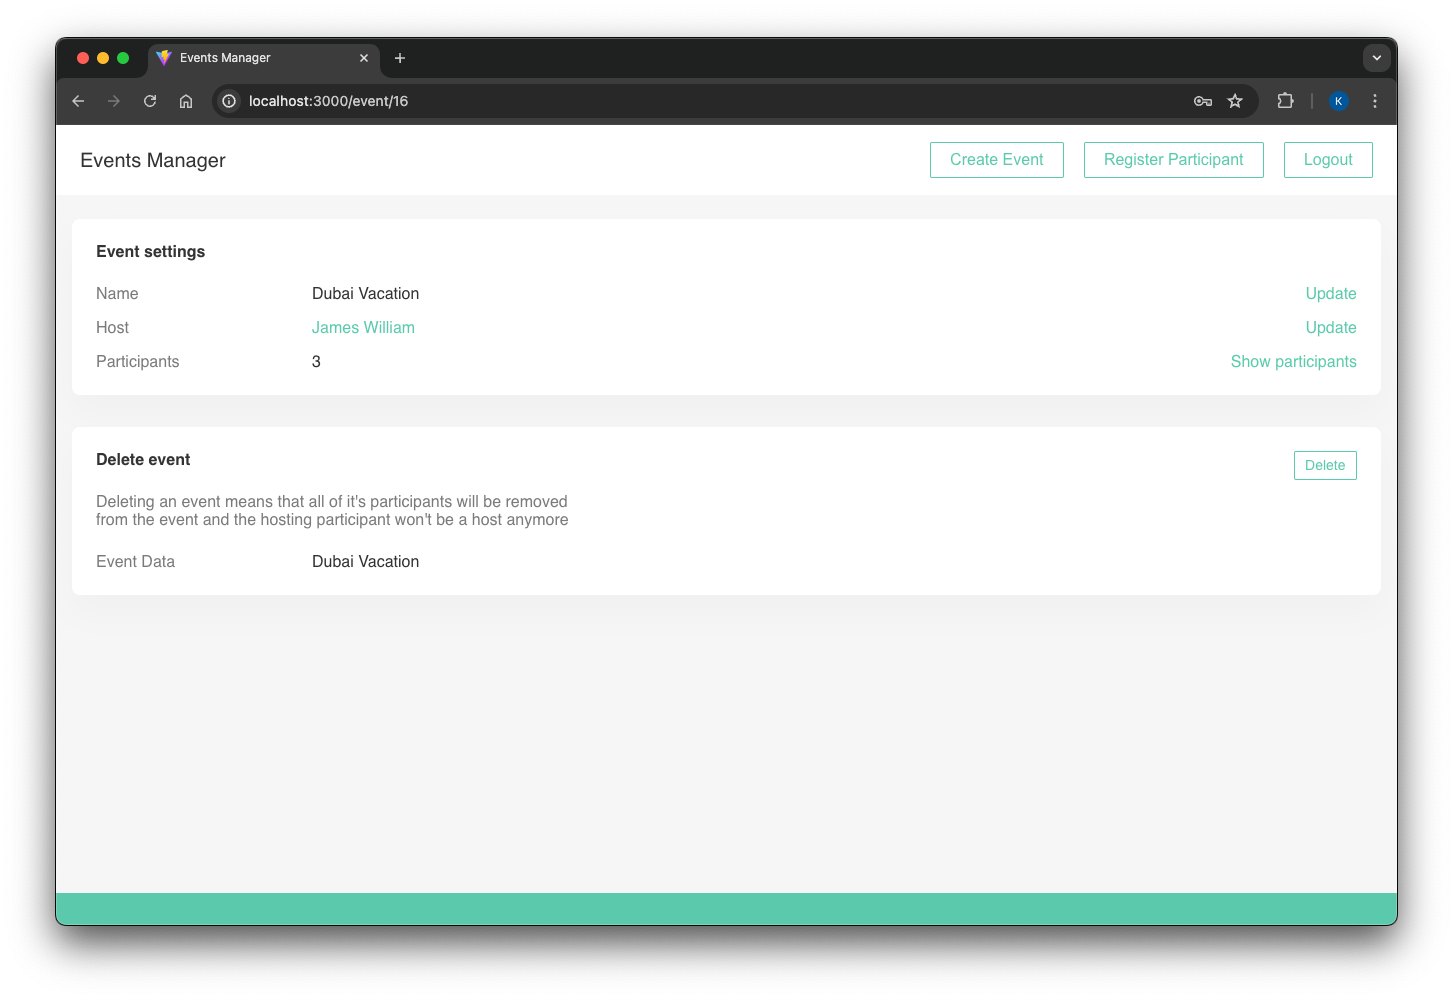 Events Manager
localhost:3000/event/16
K
Events Manager
Create Event
Register Participant
Logout
Event settings
Name
Dubai Vacation
Update
Host
James William
Update
Participants
3
Show participants
Delete event
Delete
Deleting an event means that all of it's participants will be removed
from the event and the hosting participant won't be a host anymore
Event Data
Dubai Vacation